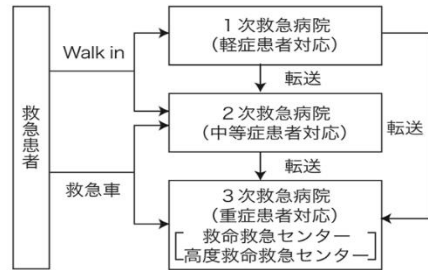 救急患者
Walk in
救急車
1次救急病院
(軽症患者対応)
転送
2次救急病院
(中等症患者対応)
転送
転送
3次救急病院
(重症患者対応)
救命救急センター
高度救命救急センター